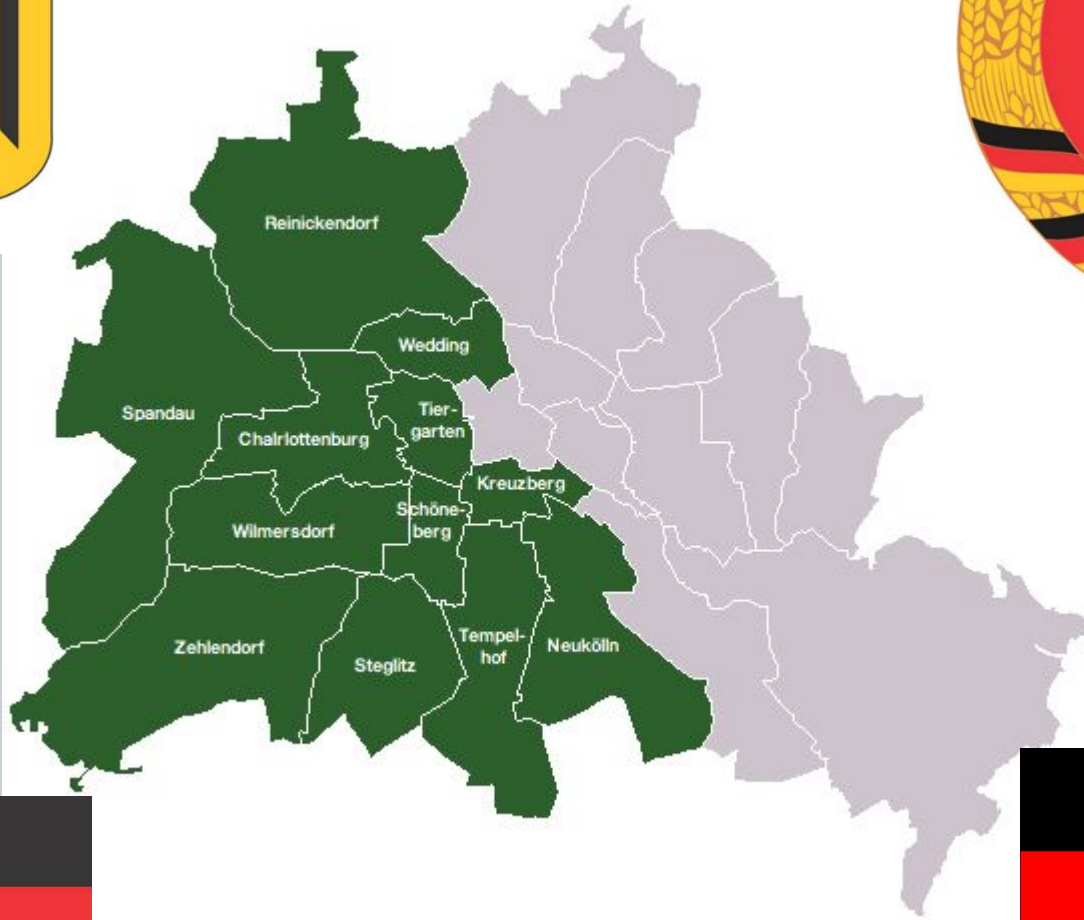 Reinickendorf
Wedding
Spandau
Tier-
garten
Chalrlottenburg
Kreuzberg
Schöne-
berg
Wilmersdorf
Zehlendorf
Steglitz
Tempel-
hof
Neukölln